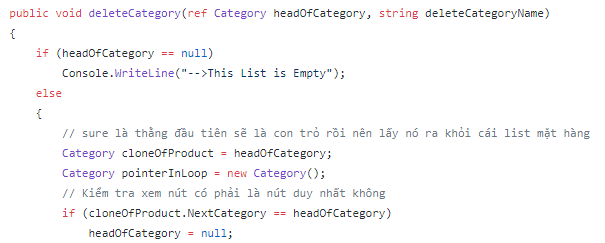 public void deleteCategory(ref Category headOfCategory, string deleteCategoryName)
{
if (headOfCategory == null)
Console.WriteLine("-->This List is Empty");
else
{
// sure là thằng đầu tiên sẽ là con trỏ rồi nên lấy nó ra khỏi cái list mặt hàng
Category cloneOfProduct = headOfCategory;
Category pointerInLoop = new Category();
// Kiểm tra xem nút có phải là nút duy nhất không
if (cloneOfProduct.NextCategory == headOfCategory)
headOfCategory = null;